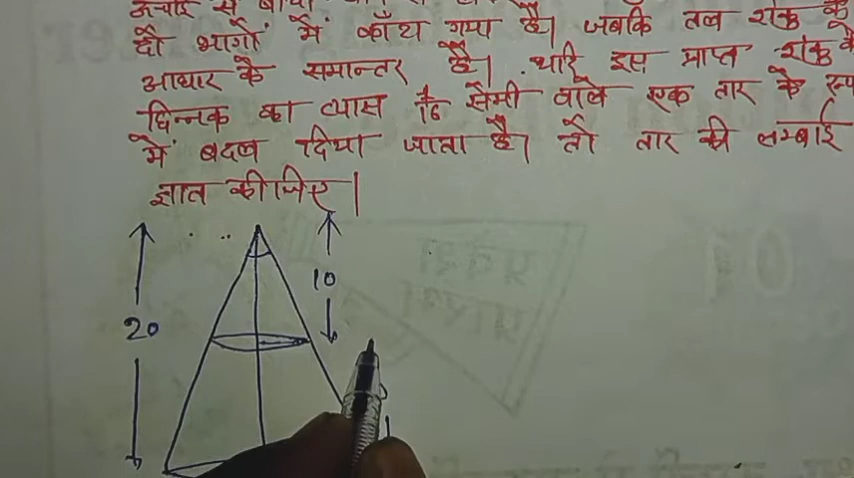 दो भागों में काँटा गया है। जबकि तल शंकु के
आधार के समान्तर है। यदि इस प्राप्त शंकु के
छिन्नक का व्यास 1/16 सेमी वाले एक तार के रूप
में बदल दिया जाता है। तो तार की लम्बाई
ज्ञात कीजिए।
10
20